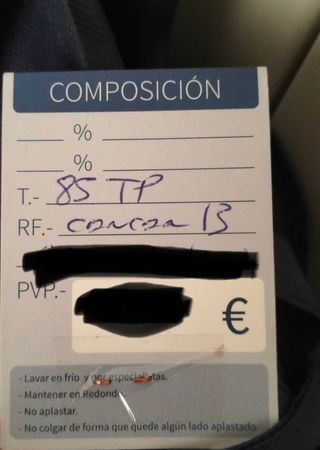 COMPOSICIÓN
%
%
T.- 85 TP
RF.- cancan 13
PVP.- €
- Lavar en frío y por especialistas.
- Mantener en Redondo
- No aplastar.
- No colgar de forma que quede algún lado aplastado.